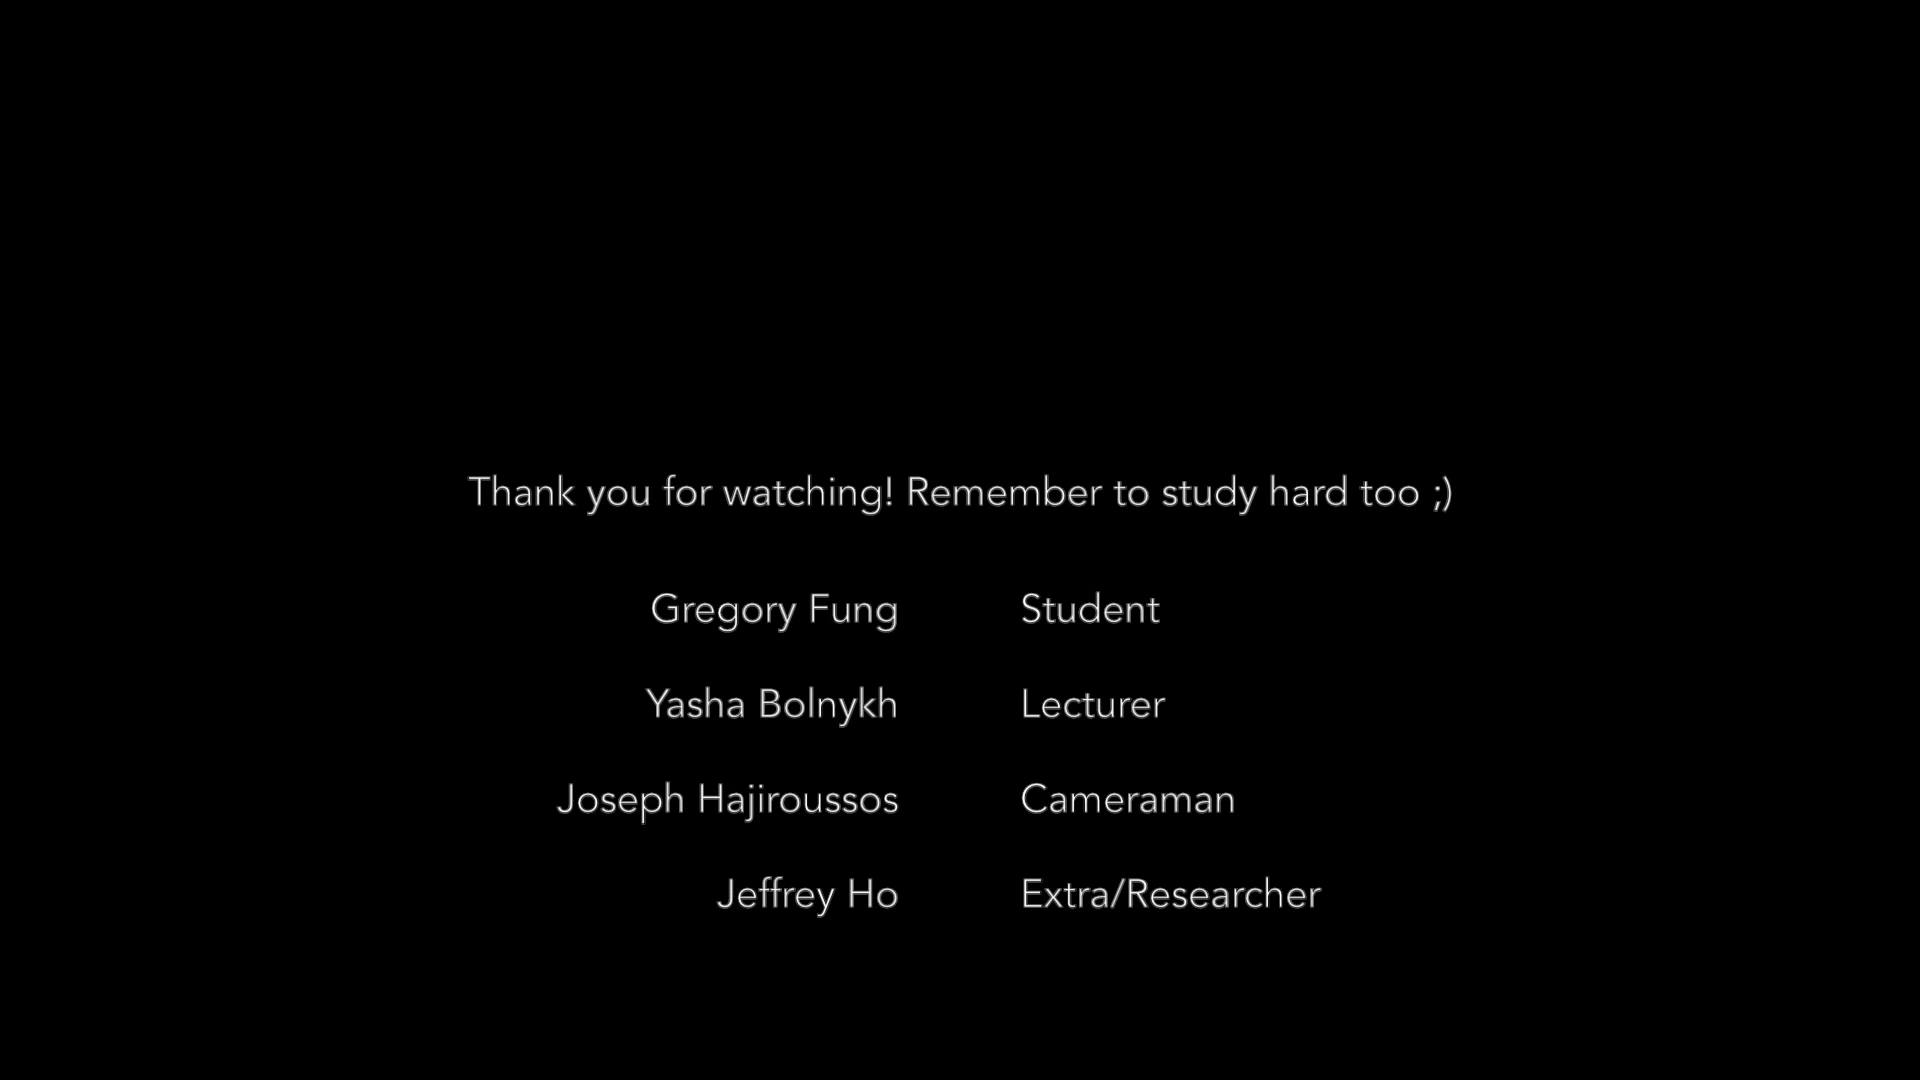 Thank you for watching! Remember to study hard too ;)
Gregory Fung Student
Yasha Bolnykh Lecturer
Joseph Hajiroussos Cameraman
Jeffrey Ho Extra/Researcher